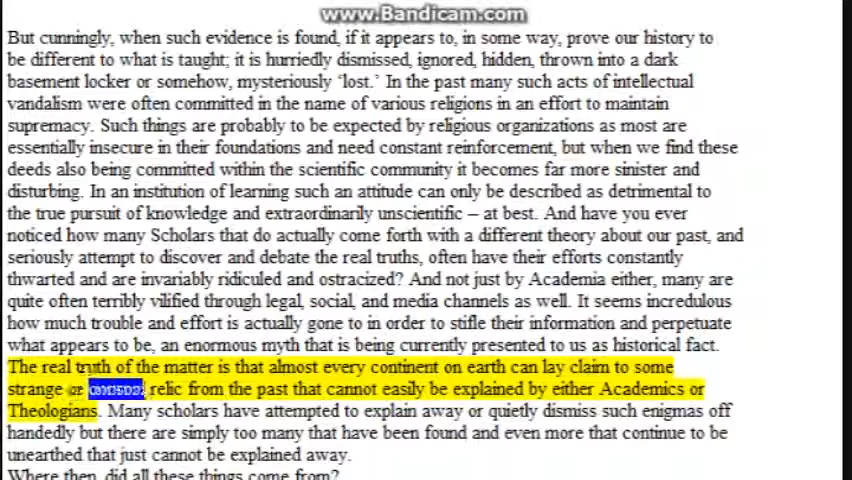 www.Bandicam.com
But cunningly, when such evidence is found, if it appears to, in some way, prove our history to
be different to what is taught; it is hurriedly dismissed, ignored, hidden, thrown into a dark
basement locker or somehow, mysteriously ‘lost.’ In the past many such acts of intellectual
vandalism were often committed in the name of various religions in an effort to maintain
supremacy. Such things are probably to be expected by religious organizations as most are
essentially insecure in their foundations and need constant reinforcement, but when we find these
deeds also being committed within the scientific community it becomes far more sinister and
disturbing. In an institution of learning such an attitude can only be described as detrimental to
the true pursuit of knowledge and extraordinarily unscientific – at best. And have you ever
noticed how many Scholars that do actually come forth with a different theory about our past, and
seriously attempt to discover and debate the real truths, often have their efforts constantly
thwarted and are invariably ridiculed and ostracized? And not just by Academia either, many are
quite often terribly vilified through legal, social, and media channels as well. It seems incredulous
how much trouble and effort is actually gone to in order to stifle their information and perpetuate
what appears to be, an enormous myth that is being currently presented to us as historical fact.
The real truth of the matter is that almost every continent on earth can lay claim to some
strange or relic from the past that cannot easily be explained by either Academics or
Theologians. Many scholars have attempted to explain away or quietly dismiss such enigmas off
handedly but there are simply too many that have been found and even more that continue to be
unearthed that just cannot be explained away.
Where then, did all these things come from?